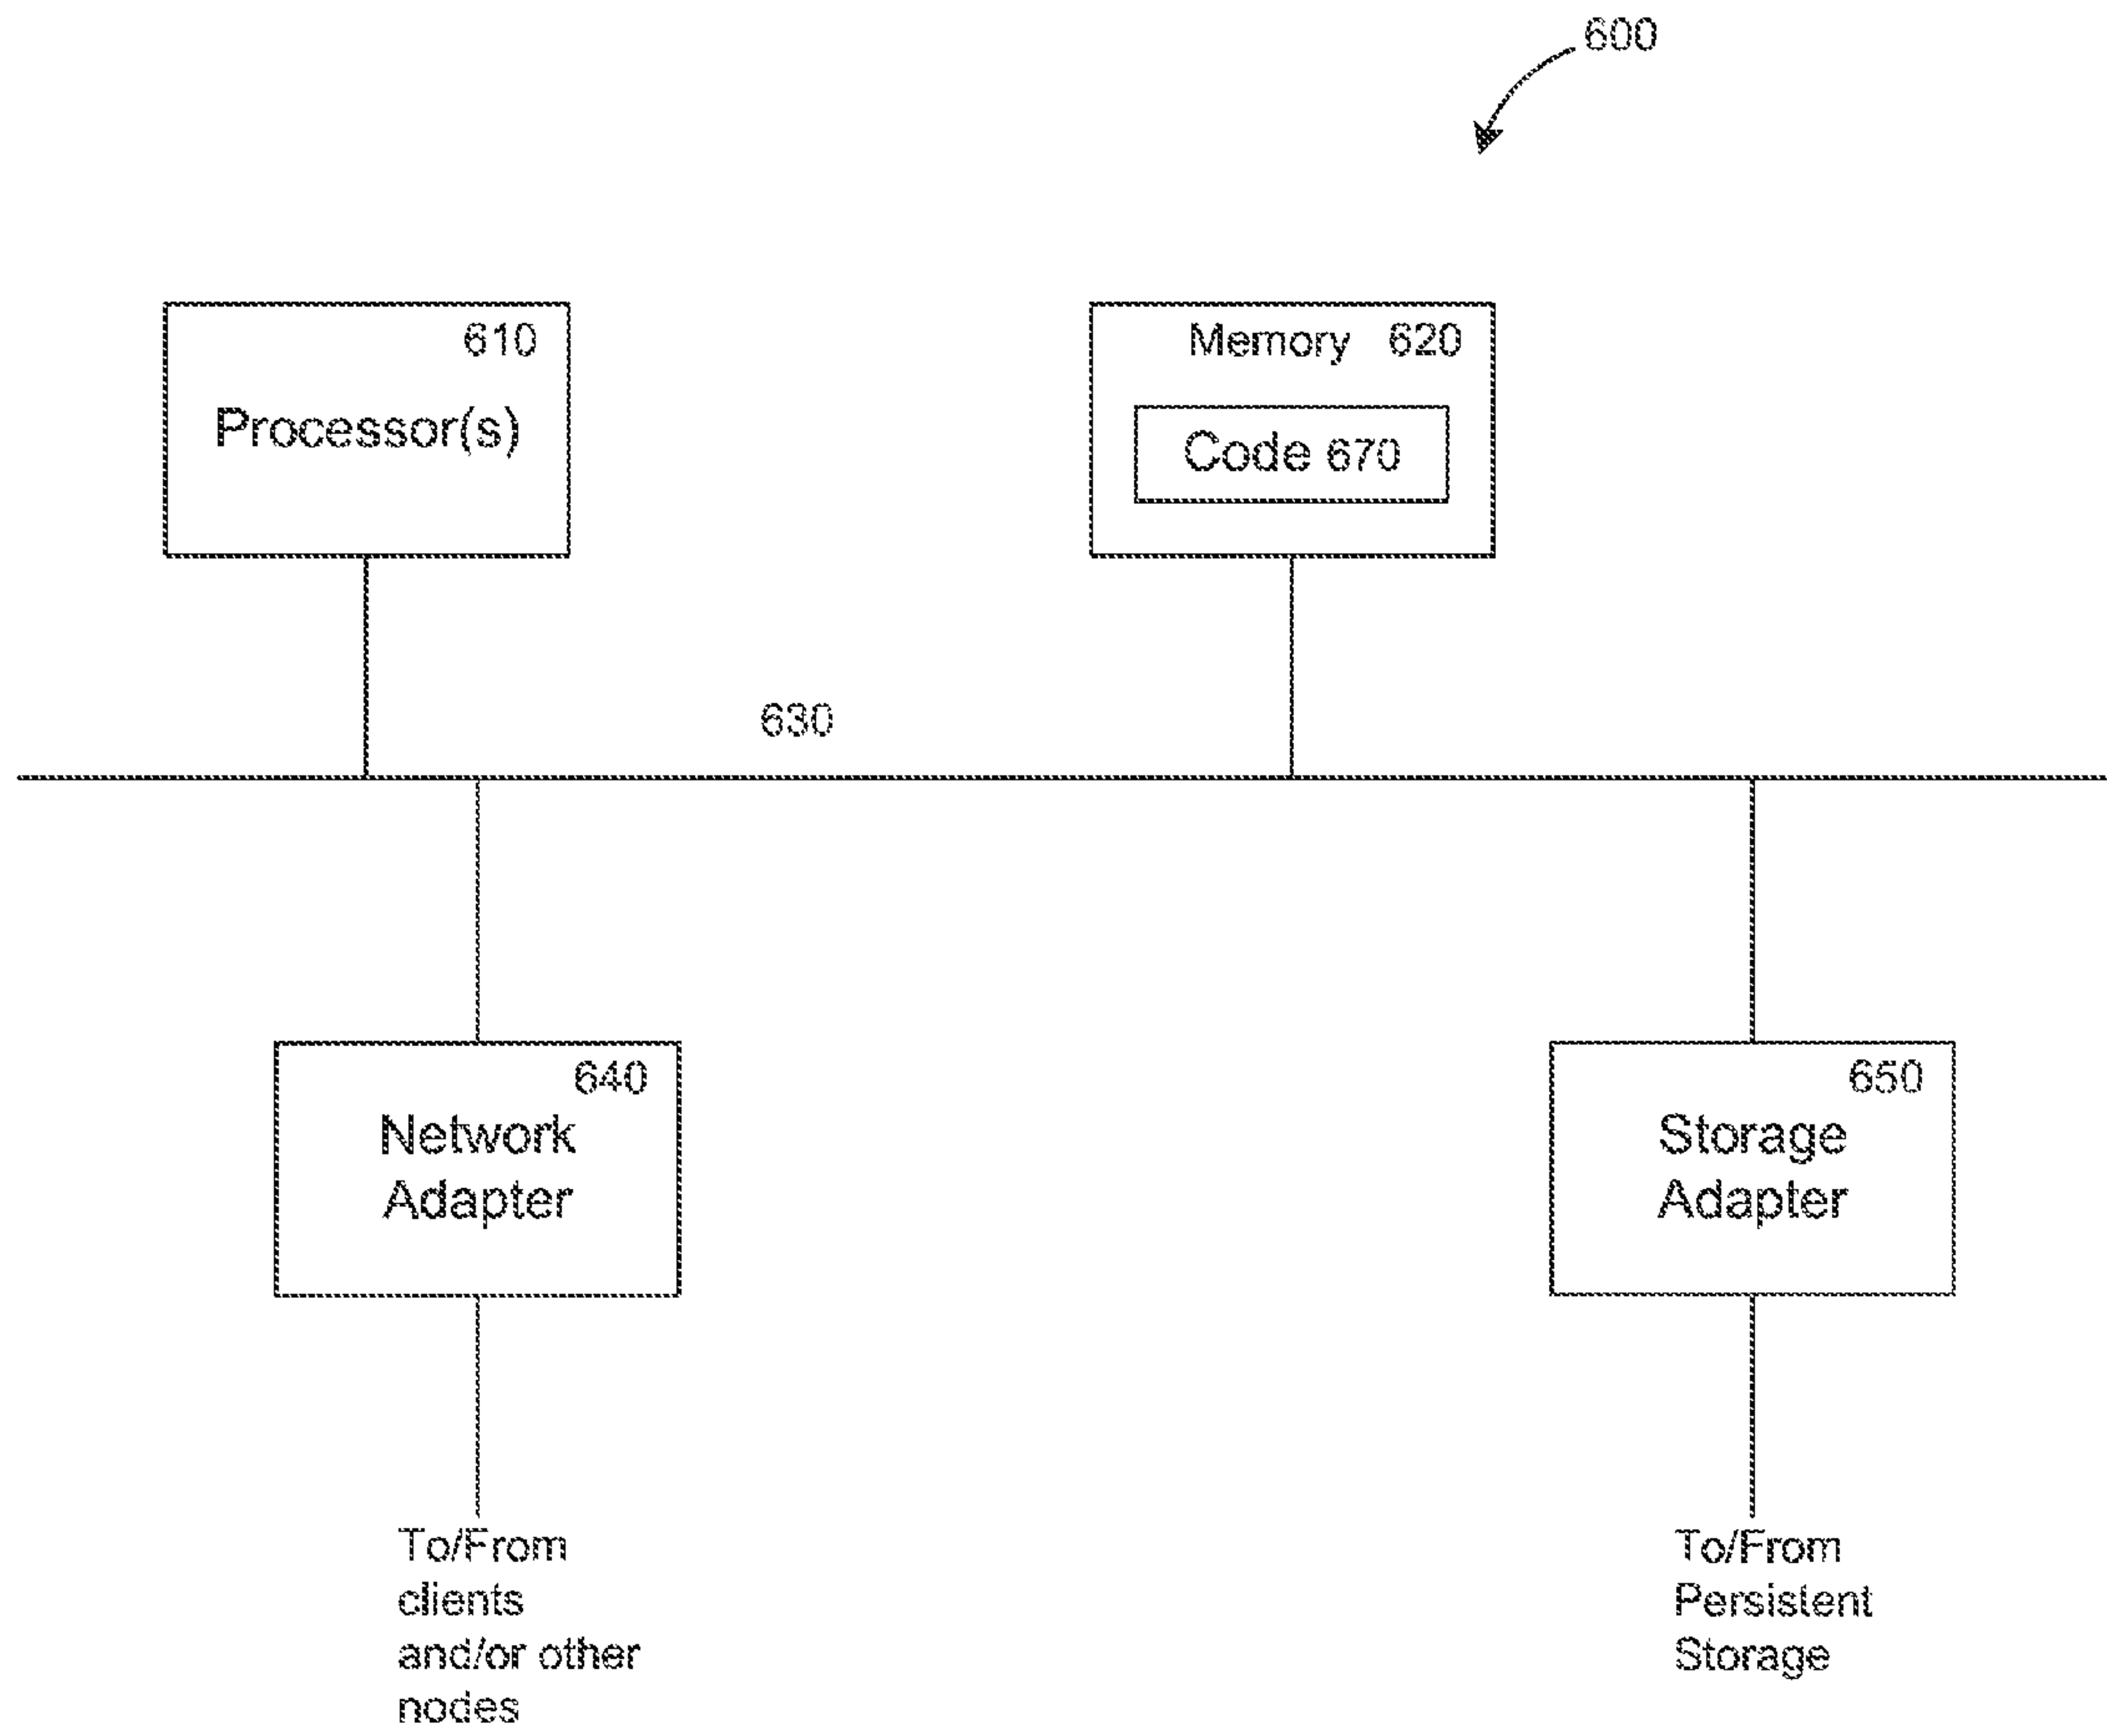 600
610
Processor(s)
Memory 620
Code 670
630
640
Network
Adapter
650
Storage
Adapter
To/From
clients
and/or other
nodes
To/From
Persistent
Storage